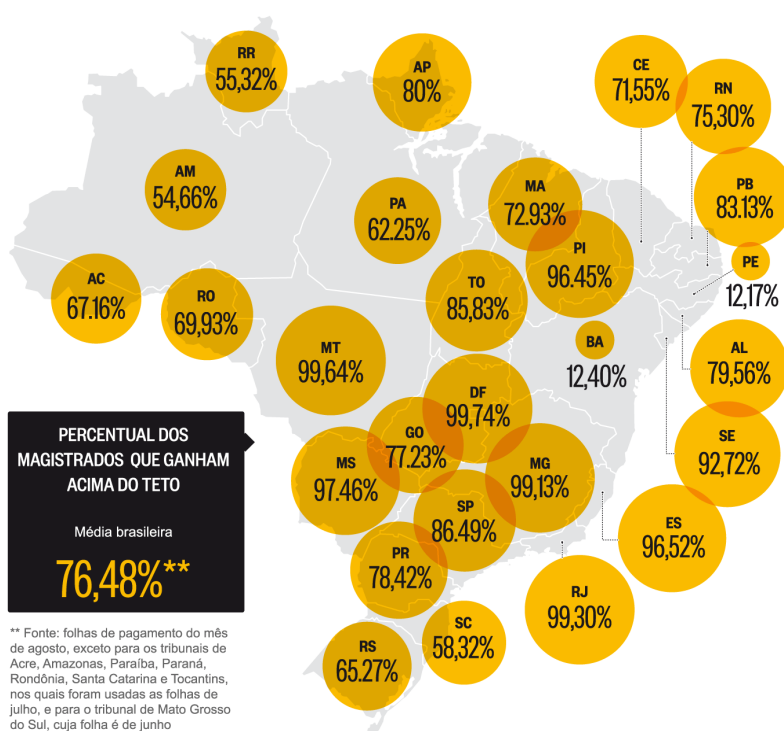 RR
55,32%
AP
80%
CE
71,55%
RN
75,30%
AM
54,66%
PA
62.25%
MA
72.93%
PB
83.13%
PI
96.45%
PE
12,17%
AC
67.16%
RO
69,93%
TO
85,83%
MT
99,64%
BA
12,40%
AL
79,56%
DF
99,74%
GO
77.23%
MS
97.46%
MG
99,13%
SE
92,72%
SP
86.49%
ES
96,52%
PR
78,42%
RJ
99,30%
SC
58,32%
RS
65.27%
PERCENTUAL DOS
MAGISTRADOS QUE GANHAM
ACIMA DO TETO
Média brasileira
76,48%**
** Fonte: folhas de pagamento do mês
de agosto, exceto para os tribunais de
Acre, Amazonas, Paraíba, Paraná,
Rondônia, Santa Catarina e Tocantins,
nos quais foram usadas as folhas de
julho, e para o tribunal de Mato Grosso
do Sul, cuja folha é de junho